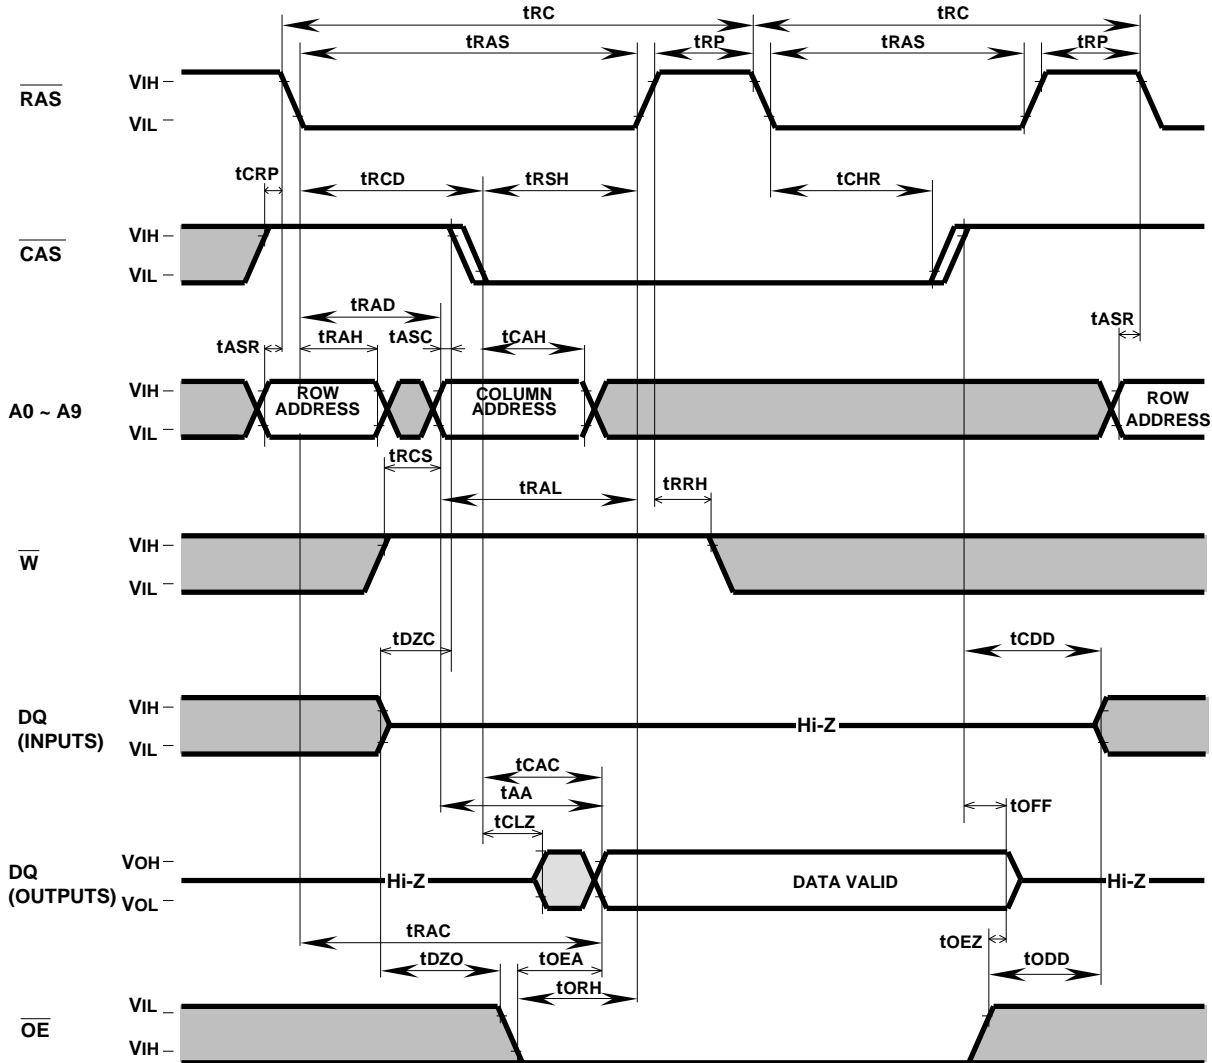 tRC tRC
tRAS tRP tRAS tRP
RAS VIH
VIL
tCRP tRCD tRSH tCHR
CAS VIH
VIL
tRAD
tASR tRAH tASC tCAH tASR
A0 ~ A9 VIH
VIL
ROW
ADDRESS
COLUMN
ADDRESS
ROW
ADDRESS
tRCS
tRAL tRRH
W VIH
VIL
tDZC tCDD
DQ
(INPUTS)
VIH
VIL
Hi-Z
tCAC
tAA
tCLZ tOFF
DQ
(OUTPUTS)
VOH
VOL
Hi-Z DATA VALID Hi-Z
tRAC
tDZO tOEA tOEZ tODD
tORH
OE VIL
VIH